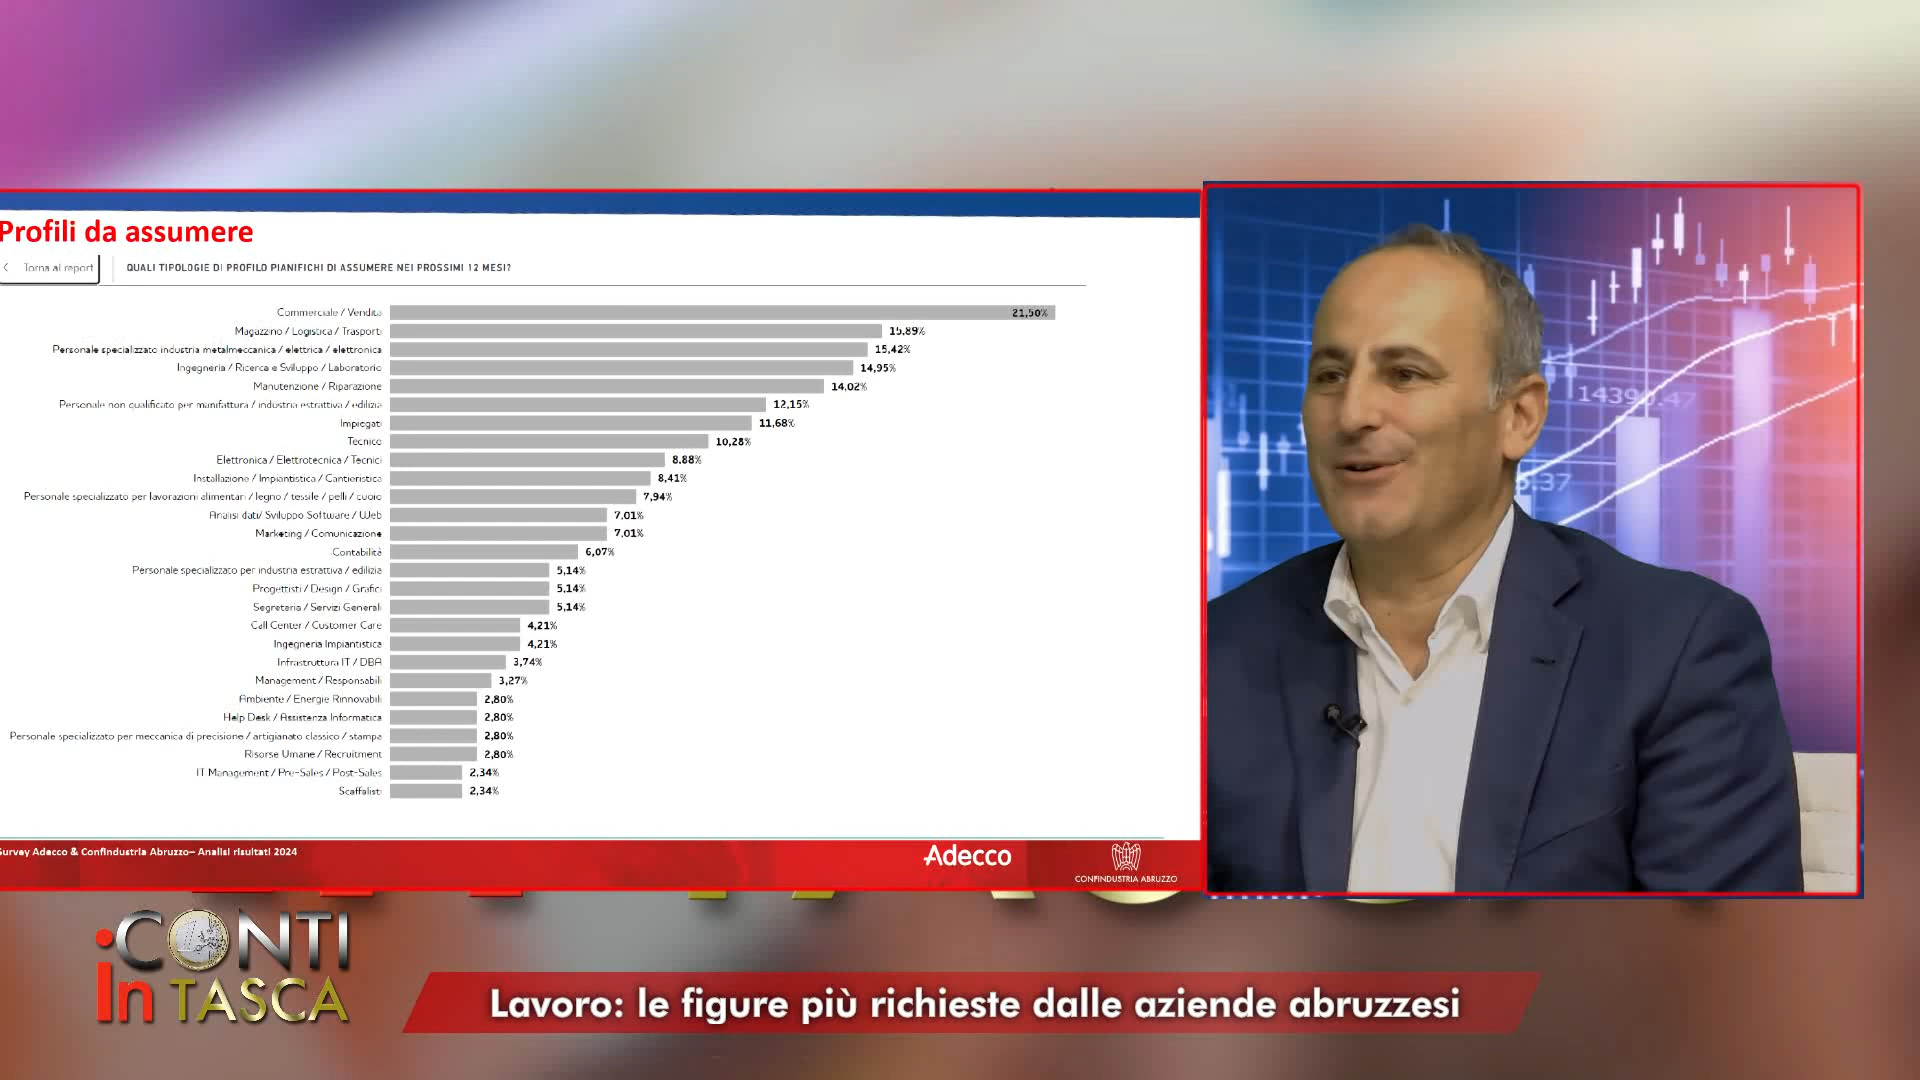 Profili da assumere
Torna al report
QUALI TIPOLOGIE DI PROFILO PIANIFICHI DI ASSUMERE NEI PROSSIMI 12 MESI?
Commerciale / Vendita 21,50%
Magazzino / Logistica / Trasporti 15,89%
Personale specializzato industria metalmeccanica / elettrica / elettronica 15,42%
Ingegneria / Ricerca e Sviluppo / Laboratorio 14,95%
Manutenzione / Riparazione 14,02%
Personale non qualificato per manifattura / industria estrattiva / edilizia 12,15%
Impiegati 11,68%
Tecnico 10,28%
Elettronica / Elettrotecnica / Tecnici 8,88%
Installazione / Impiantistica / Cantieristica 8,41%
Personale specializzato per lavorazioni alimentari / legno / tessile / pelli / cuoio 7,94%
Analisi dati/ Sviluppo Software / Web 7,01%
Marketing / Comunicazione 7,01%
Contabilità 6,07%
Personale specializzato per industria estrattiva / edilizia 5,14%
Progettisti / Design / Grafici 5,14%
Segreteria / Servizi Generali 5,14%
Call Center / Customer Care 4,21%
Ingegneria Impiantistica 4,21%
Infrastruttura IT / DBA 3,74%
Management / Responsabili 3,27%
Ambiente / Energie Rinnovabili 2,80%
Help Desk / Assistenza Informatica 2,80%
Personale specializzato per meccanica di precisione / artigianato classico / stampa 2,80%
Risorse Umane / Recruitment 2,80%
IT Management / Pre-Sales / Post-Sales 2,34%
Scaffalisti 2,34%
Survey Adecco & Confindustria Abruzzo– Analisi risultati 2024
Adecco
CONFINDUSTRIA ABRUZZO
14390.47
6.37
i CONTI
in TASCA
Lavoro: le figure più richieste dalle aziende abruzzesi